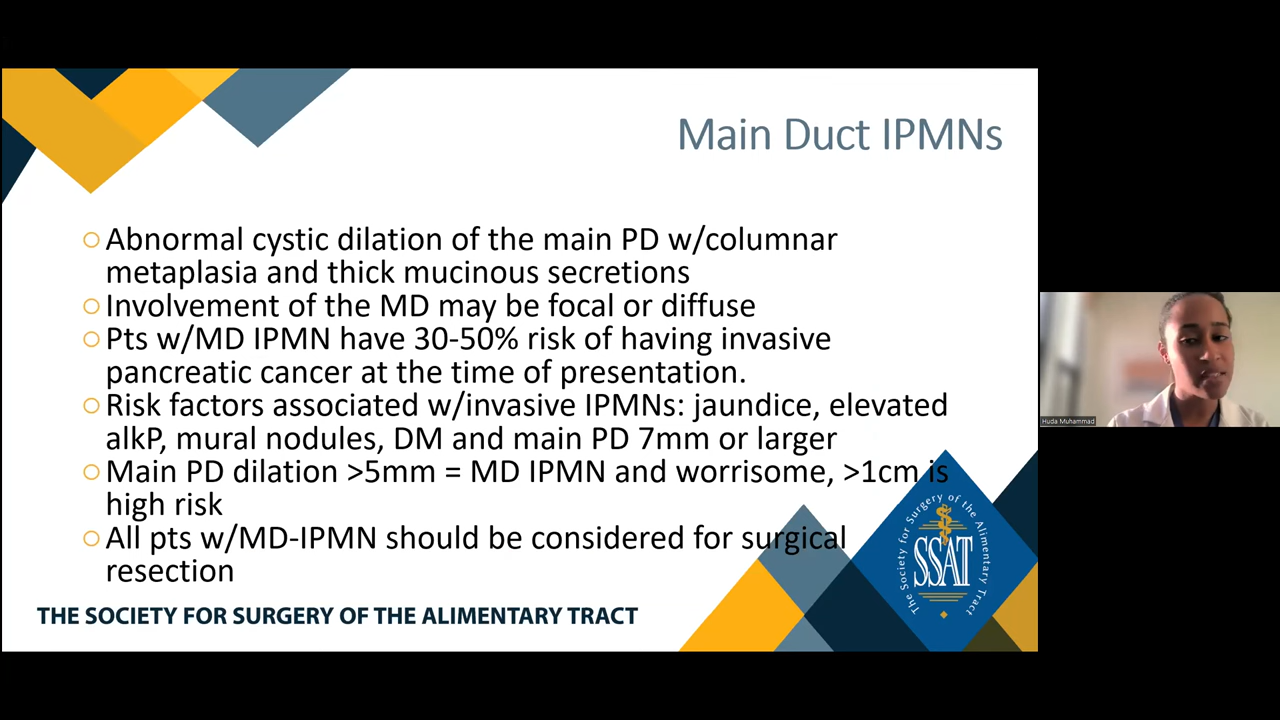 Main Duct IPMNs
○Abnormal cystic dilation of the main PD w/columnar
metaplasia and thick mucinous secretions
○Involvement of the MD may be focal or diffuse
○Pts w/MD IPMN have 30-50% risk of having invasive
pancreatic cancer at the time of presentation.
○Risk factors associated w/invasive IPMNs: jaundice, elevated
alkP, mural nodules, DM and main PD 7mm or larger
○Main PD dilation >5mm = MD IPMN and worrisome, >1cm is
high risk
○All pts w/MD-IPMN should be considered for surgical
resection
THE SOCIETY FOR SURGERY OF THE ALIMENTARY TRACT
The Society for Surgery of the Alimentary Tract
SSAT
Huda Muhammad